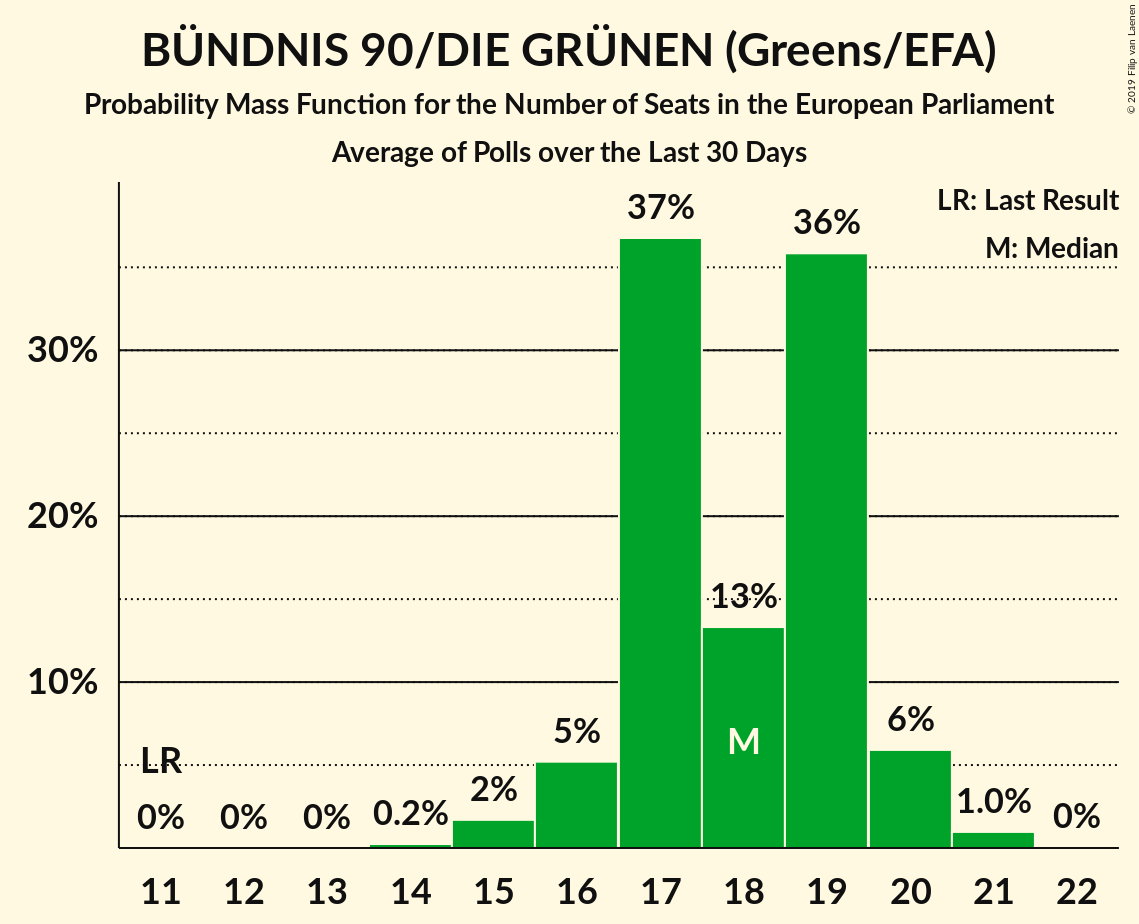 BÜNDNIS 90/DIE GRÜNEN (Greens/EFA)
Probability Mass Function for the Number of Seats in the European Parliament
Average of Polls over the Last 30 Days
© 2019 Filip van Laenen
LR: Last Result
M: Median
37%
36%
30%
20%
13%
10%
M
5%
6%
LR
2%
1.0%
0%
0%
0%
0.2%
0%
11 12 13 14 15 16 17 18 19 20 21 22